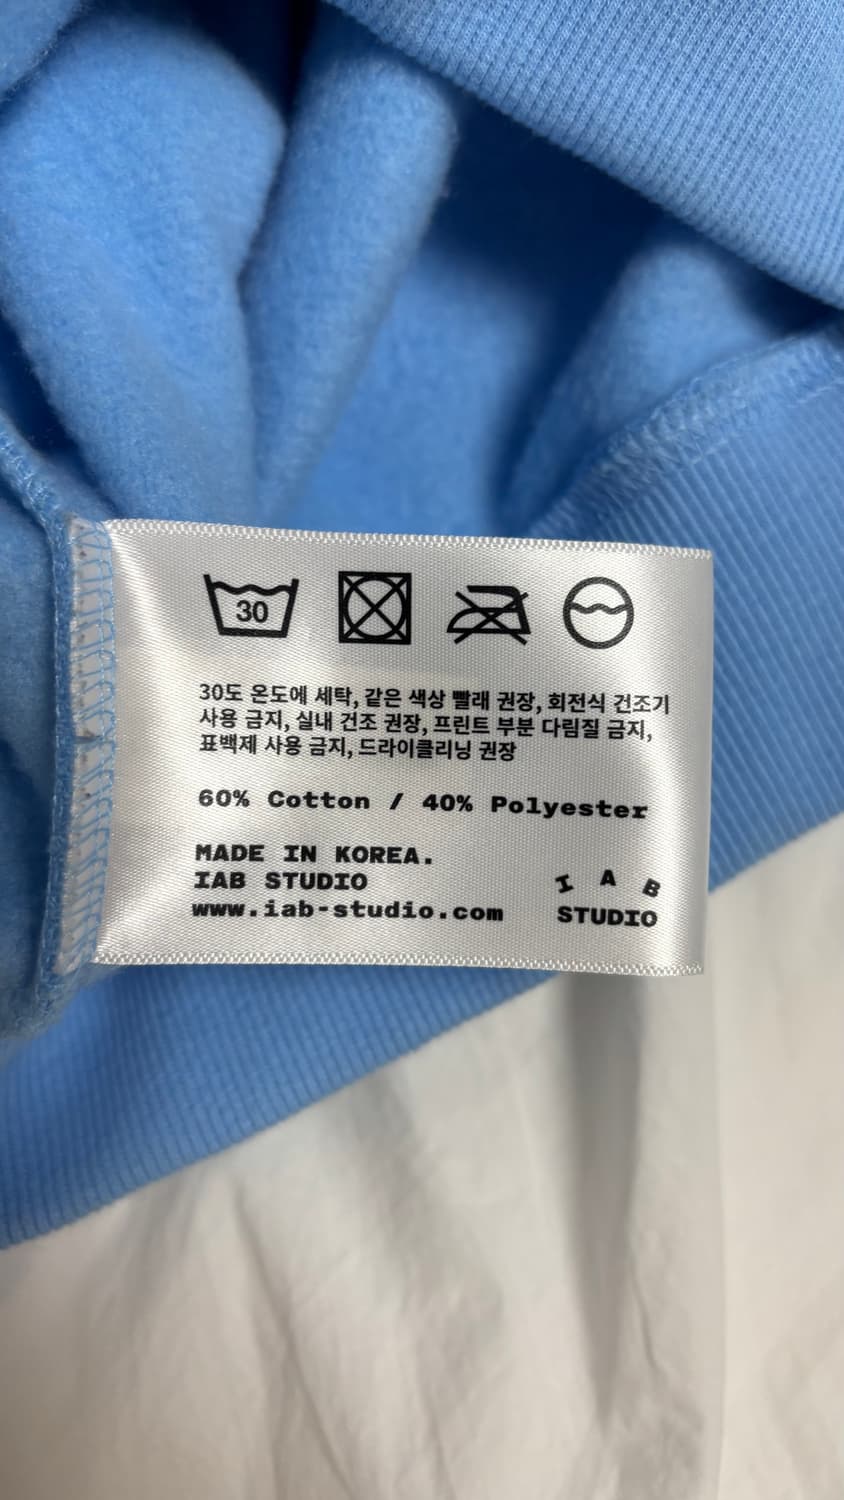 30
30도 온도에 세탁, 같은 색상 빨래 권장, 회전식 건조기
사용 금지, 실내 건조 권장, 프린트 부분 다림질 금지,
표백제 사용 금지, 드라이클리닝 권장
60% Cotton / 40% Polyester
MADE IN KOREA.
IAB STUDIO
www.iab-studio.com
I A B
STUDIO